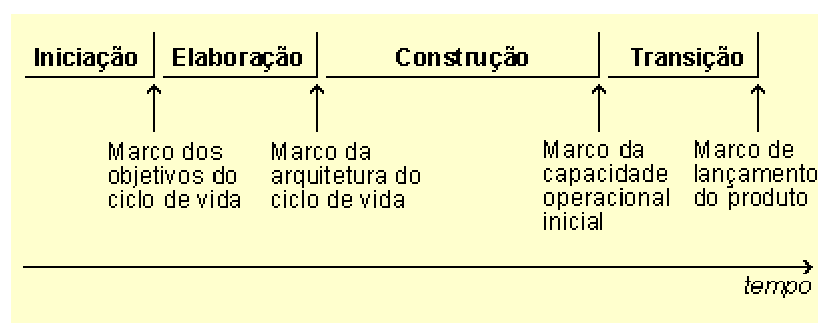 Iniciação
Elaboração
Construção
Transição
Marco dos
objetivos do
ciclo de vida
Marco da
arquitetura do
ciclo de vida
Marco da
capacidade
operacional
inicial
Marco de
lançamento
do produto
tempo